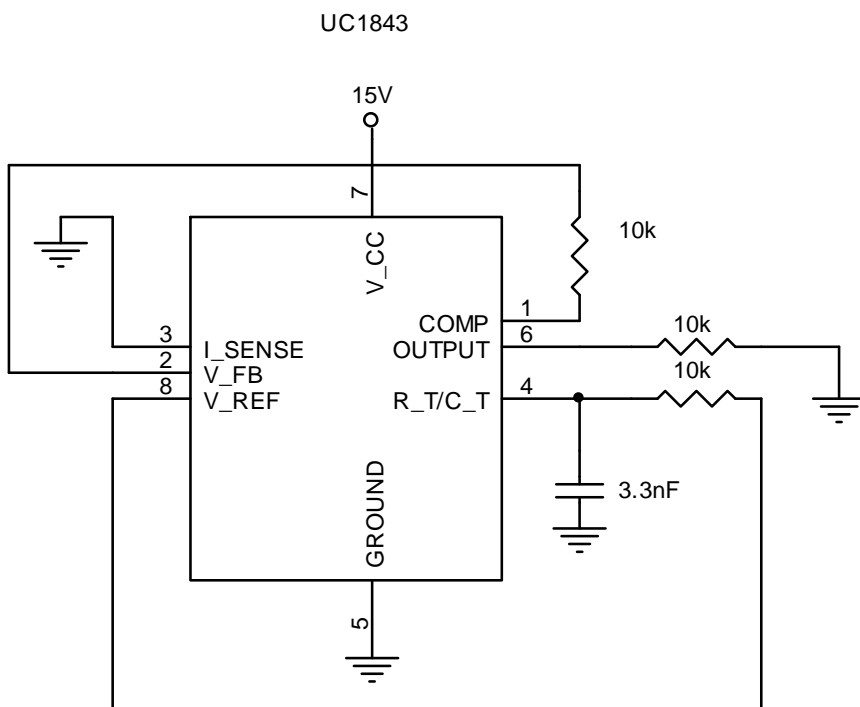 UC1843
15V
7
V_CC
10k
COMP
1
3
I_SENSE
OUTPUT
6
10k
2
V_FB
8
V_REF
R_T/C_T
4
10k
3.3nF
GROUND
5